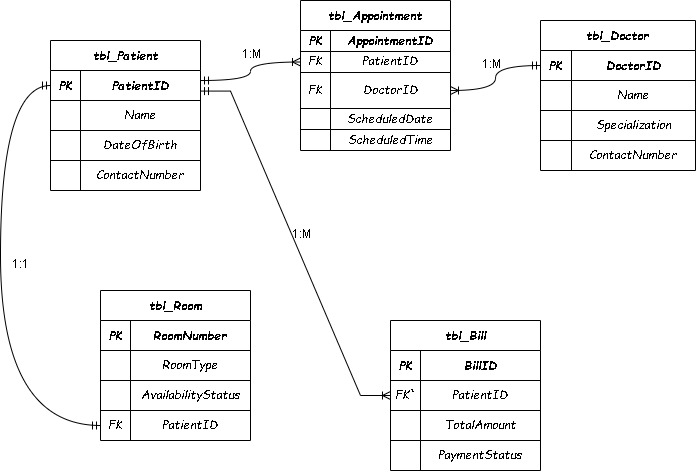 tbl_Appointment
PK AppointmentID
FK PatientID
FK DoctorID
ScheduledDate
ScheduledTime
tbl_Doctor
PK DoctorID
Name
Specialization
ContactNumber
tbl_Patient
PK PatientID
Name
DateOfBirth
ContactNumber
1:M
1:M
1:M
1:1
tbl_Room
PK RoomNumber
RoomType
AvailabilityStatus
FK PatientID
tbl_Bill
PK BillID
FK` PatientID
TotalAmount
PaymentStatus